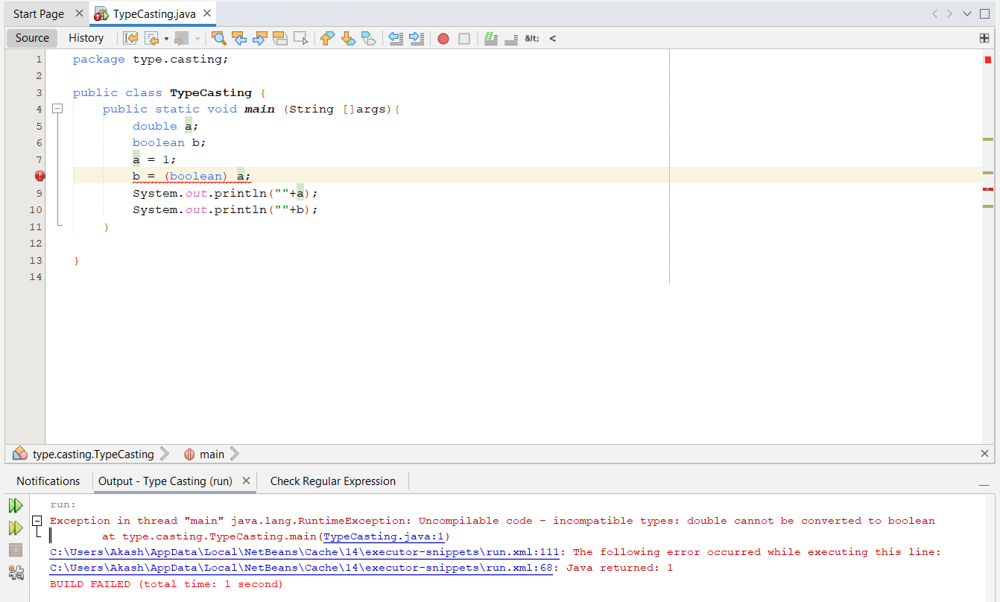 Start Page TypeCasting.java
Source History &lt; <
1 package type.casting;
2
3 public class TypeCasting {
4 public static void main (String []args){
5 double a;
6 boolean b;
7 a = 1;
b = (boolean) a;
9 System.out.println(""+a);
10 System.out.println(""+b);
11 }
12
13 }
14
type.casting.TypeCasting main
Notifications Output - Type Casting (run) Check Regular Expression
run:
Exception in thread "main" java.lang.RuntimeException: Uncompilable code - incompatible types: double cannot be converted to boolean
at type.casting.TypeCasting.main(TypeCasting.java:1)
C:\Users\Akash\AppData\Local\NetBeans\Cache\14\executor-snippets\run.xml:111: The following error occurred while executing this line:
C:\Users\Akash\AppData\Local\NetBeans\Cache\14\executor-snippets\run.xml:68: Java returned: 1
BUILD FAILED (total time: 1 second)